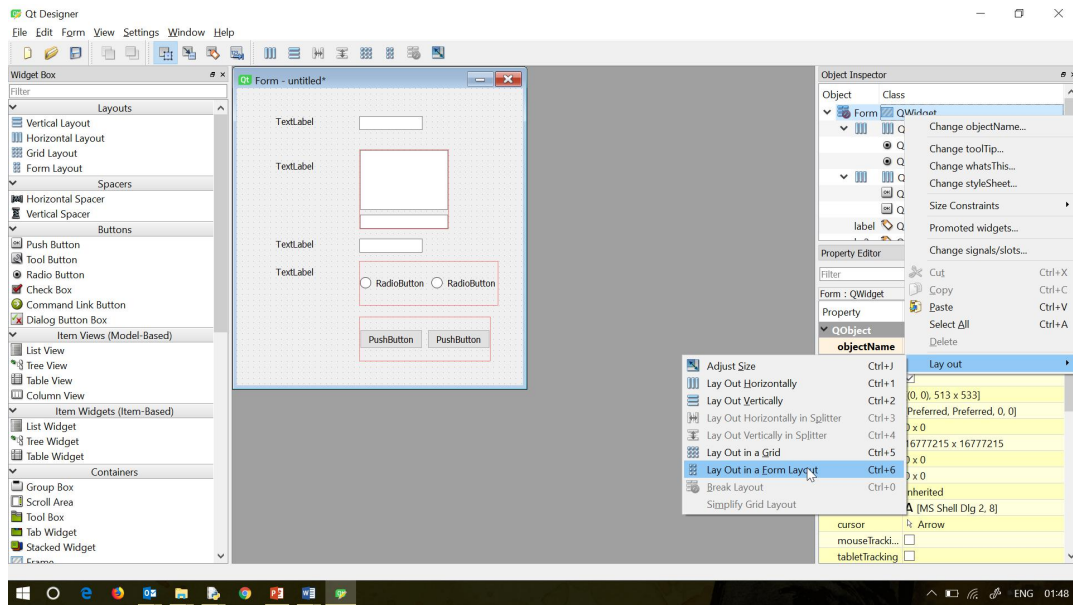 Qt Designer
File Edit Form View Settings Window Help
Widget Box
Filter
Layouts
Vertical Layout
Horizontal Layout
Grid Layout
Form Layout
Spacers
Horizontal Spacer
Vertical Spacer
Buttons
Push Button
Tool Button
Radio Button
Check Box
Command Link Button
Dialog Button Box
Item Views (Model-Based)
List View
Tree View
Table View
Column View
Item Widgets (Item-Based)
List Widget
Tree Widget
Table Widget
Containers
Group Box
Scroll Area
Tool Box
Tab Widget
Stacked Widget
Frame
Qt Form - untitled*
TextLabel
TextLabel
TextLabel
TextLabel
RadioButton RadioButton
PushButton PushButton
Object Inspector
Object Class
Form QWidget
label
Property Editor
Filter
Form : QWidget
Property
QObject
objectName
[(0, 0), 513 x 533]
[Preferred, Preferred, 0, 0]
0 x 0
16777215 x 16777215
0 x 0
0 x 0
Inherited
A [MS Shell Dlg 2, 8]
cursor Arrow
mouseTracki...
tabletTracking
Change objectName...
Change toolTip...
Change whatsThis...
Change styleSheet...
Size Constraints
Promoted widgets...
Change signals/slots...
Cut Ctrl+X
Copy Ctrl+C
Paste Ctrl+V
Select All Ctrl+A
Delete
Lay out
Adjust Size Ctrl+J
Lay Out Horizontally Ctrl+1
Lay Out Vertically Ctrl+2
Lay Out Horizontally in Splitter Ctrl+3
Lay Out Vertically in Splitter Ctrl+4
Lay Out in a Grid Ctrl+5
Lay Out in a Form Layout Ctrl+6
Break Layout Ctrl+0
Simplify Grid Layout
ENG 01:48